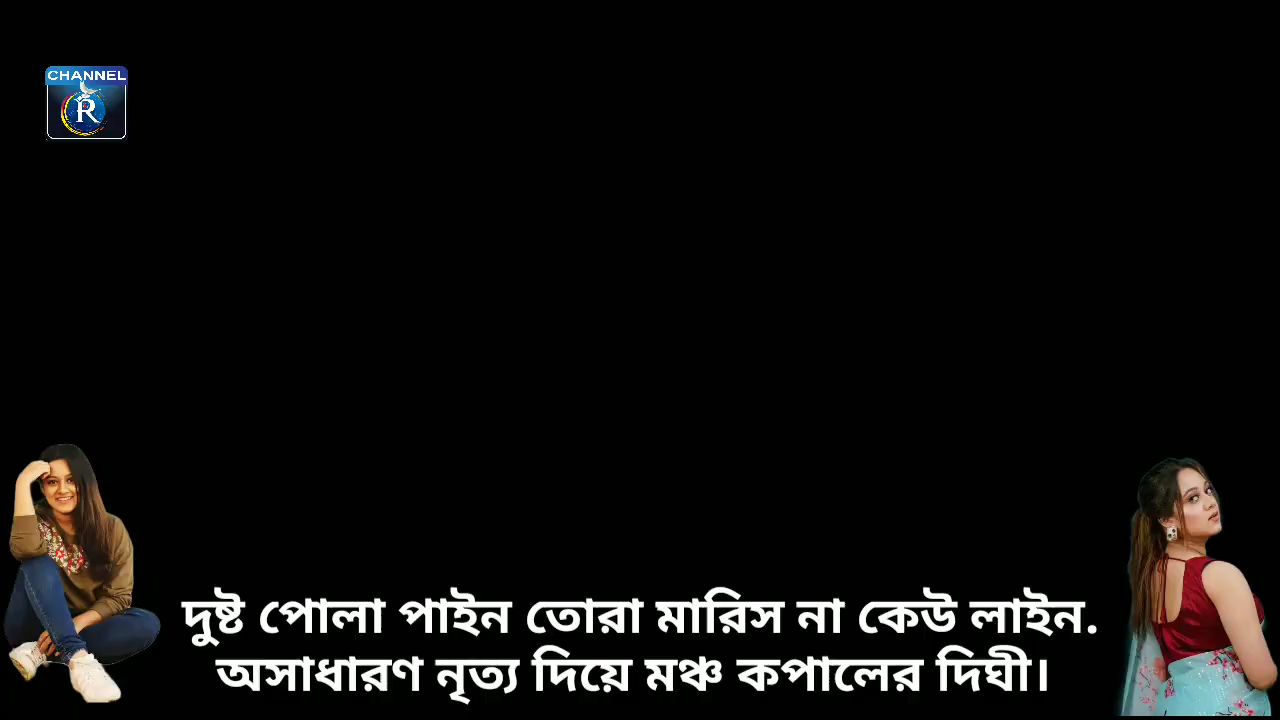 CHANNEL
R
দুষ্ট পোলা পাইন তোরা মারিস না কেউ লাইন.
অসাধারণ নৃত্য দিয়ে মঞ্চ কপালের দিঘী।